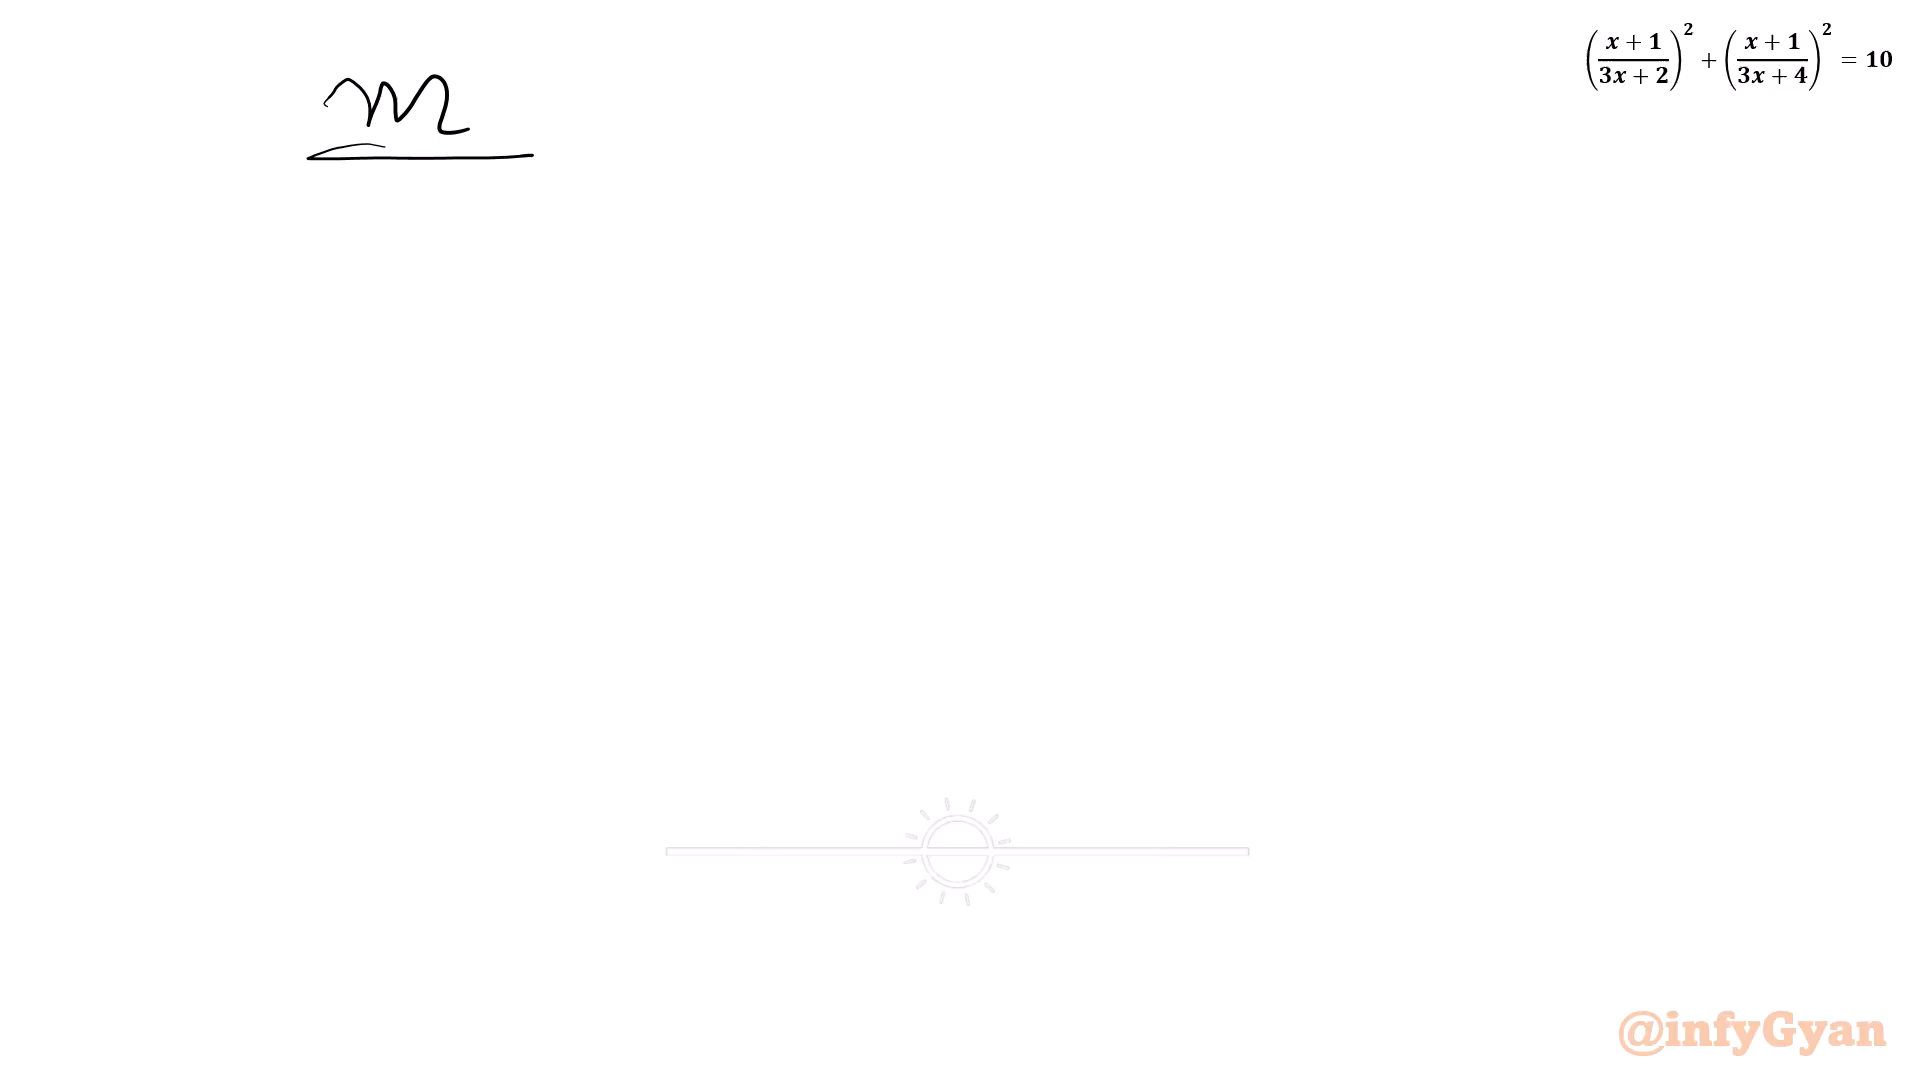 m
(x + 1 / 3x + 2)² + (x + 1 / 3x + 4)² = 10
@infyGyan